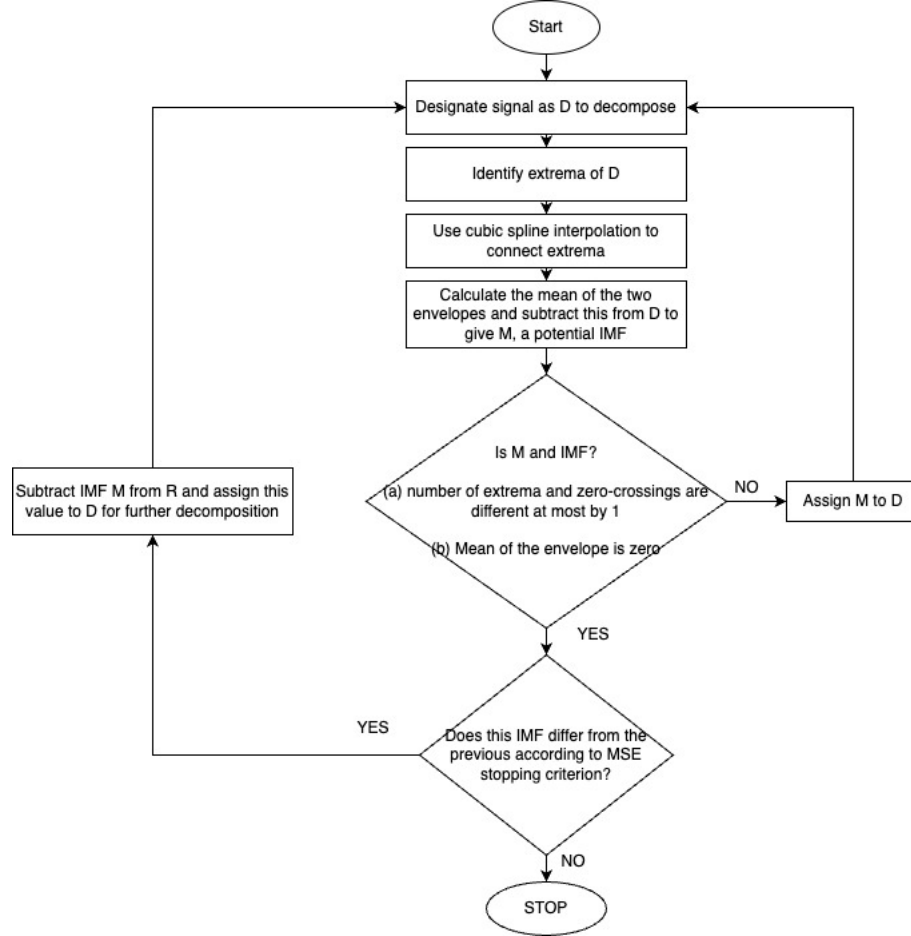 Start
Designate signal as D to decompose
Identify extrema of D
Use cubic spline interpolation to
connect extrema
Calculate the mean of the two
envelopes and subtract this from D to
give M, a potential IMF
Is M and IMF?
(a) number of extrema and zero-crossings are
different at most by 1
(b) Mean of the envelope is zero
NO
Assign M to D
Subtract IMF M from R and assign this
value to D for further decomposition
YES
YES
Does this IMF differ from the
previous according to MSE
stopping criterion?
NO
STOP